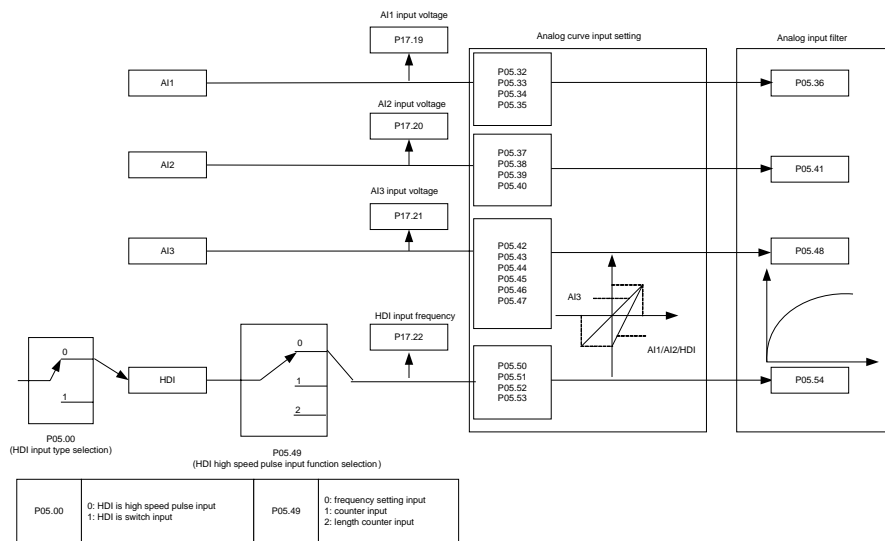 AI1 input voltage
P17.19
Analog curve input setting
Analog input filter
AI1
P05.32
P05.33
P05.34
P05.35
P05.36
AI2 input voltage
P17.20
AI2
P05.37
P05.38
P05.39
P05.40
P05.41
AI3 input voltage
P17.21
AI3
P05.42
P05.43
P05.44
P05.45
P05.46
P05.47
P05.48
AI3
AI1/AI2/HDI
HDI input frequency
P17.22
0
1
HDI
0
1
2
P05.50
P05.51
P05.52
P05.53
P05.54
P05.00
(HDI input type selection)
P05.49
(HDI high speed pulse input function selection)
P05.00
0: HDI is high speed pulse input
1: HDI is switch input
P05.49
0: frequency setting input
1: counter input
2: length counter input